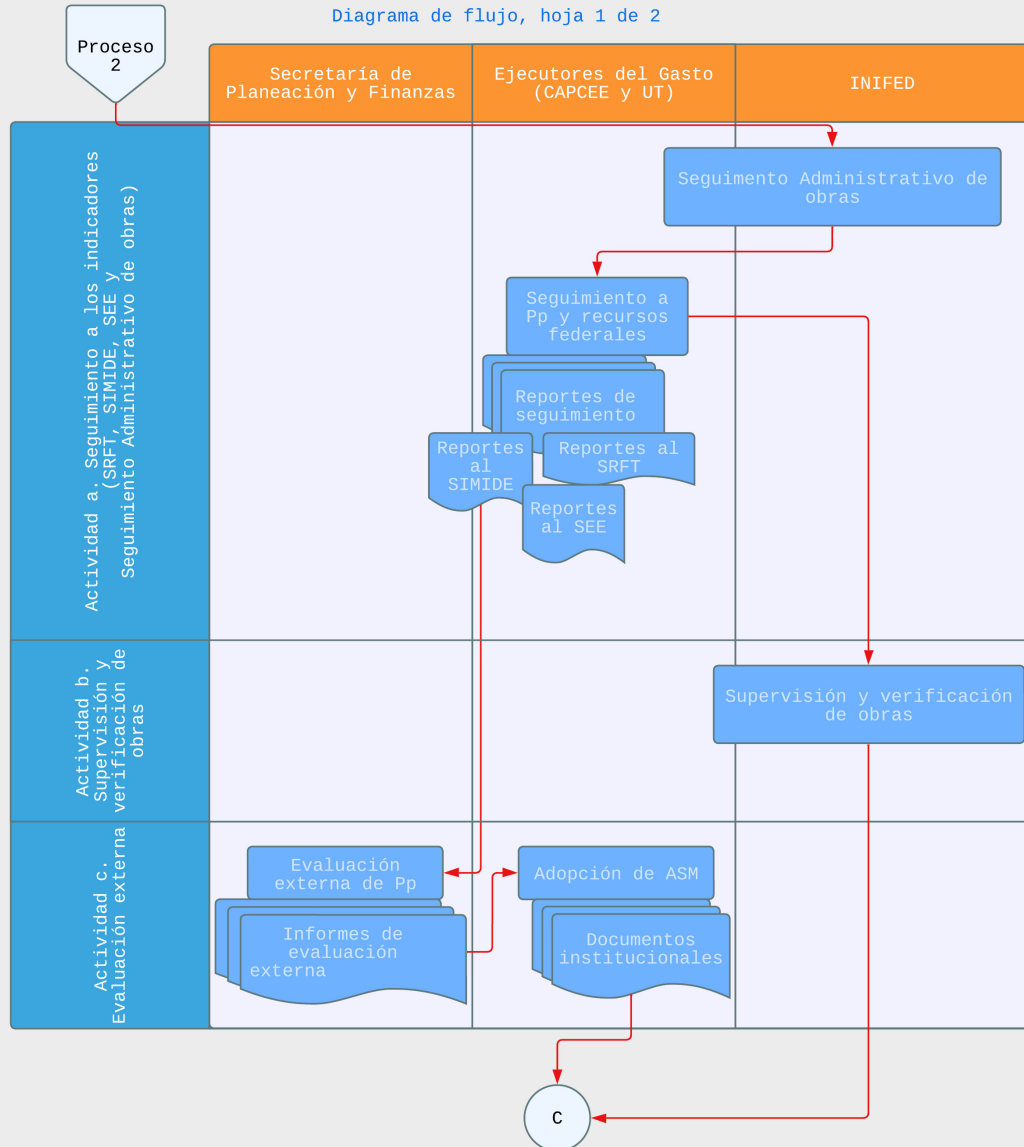 Diagrama de flujo, hoja 1 de 2
Proceso
2
Secretaría de
Planeación y Finanzas
Ejecutores del Gasto
(CAPCEE y UT)
INIFED
Actividad a. Seguimiento a los indicadores
(SRFT, SIMIDE, SEE y
Seguimiento Administrativo de obras)
Seguimento Administrativo de
obras
Seguimiento a
Pp y recursos
federales
Reportes de
seguimiento
Reportes
al
SIMIDE
Reportes al
SRFT
Reportes
al SEE
Actividad b.
Supervisión y
verificación de
obras
Supervisión y verificación
de obras
Actividad c.
Evaluación externa
Evaluación
externa de Pp
Informes de
evaluación
externa
Adopción de ASM
Documentos
institucionales
C